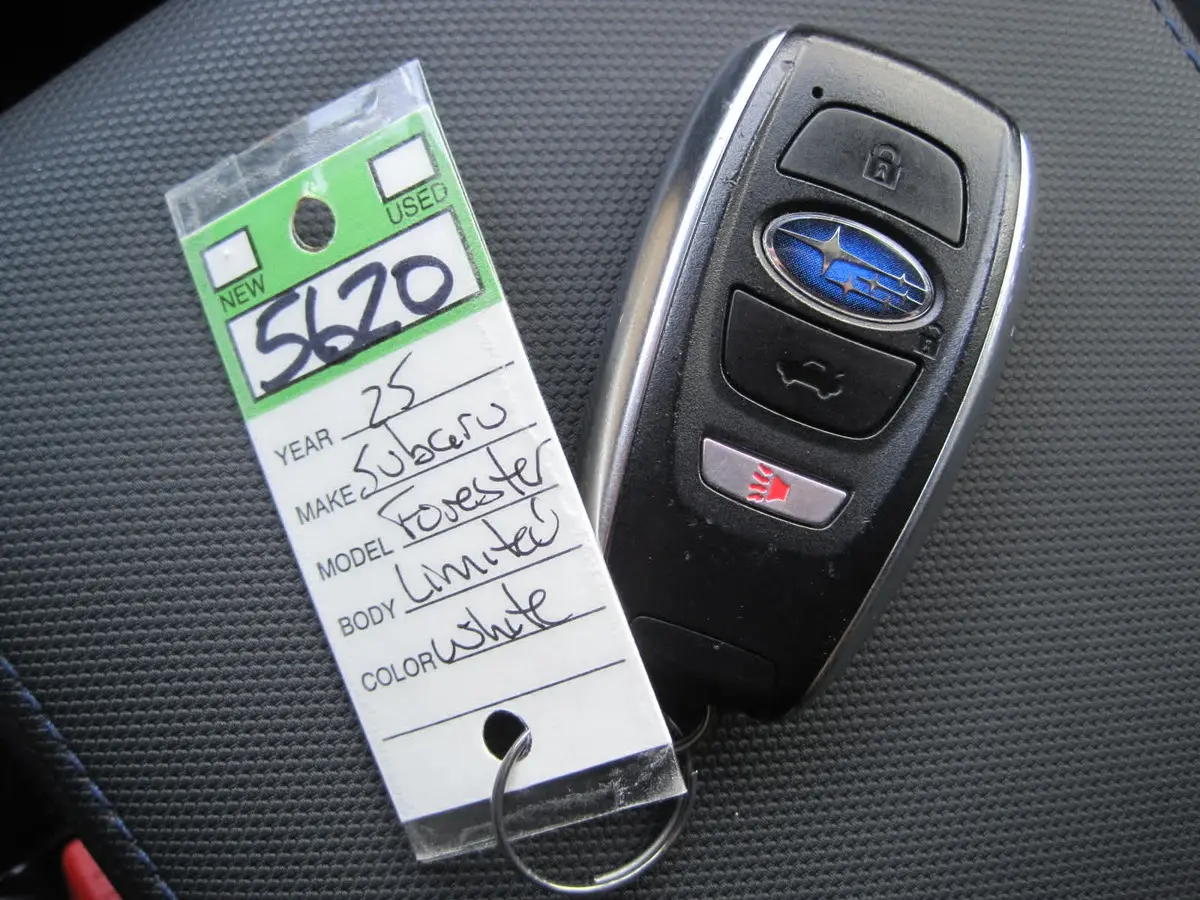 USED
NEW
5620
YEAR 25
MAKE Subaru
MODEL Forester
BODY Limited
COLOR White